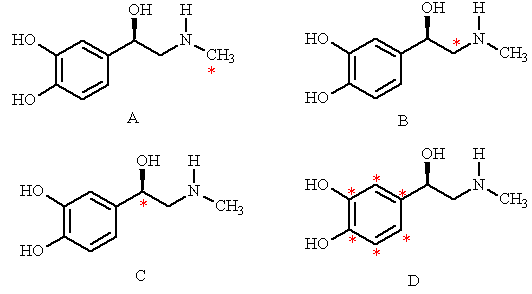 OH H
HO N
CH₃
HO *
A
OH H
HO * N
CH₃
HO
B
OH H
HO * N
CH₃
HO
C
OH H
* N
HO * * CH₃
HO * *
*
D